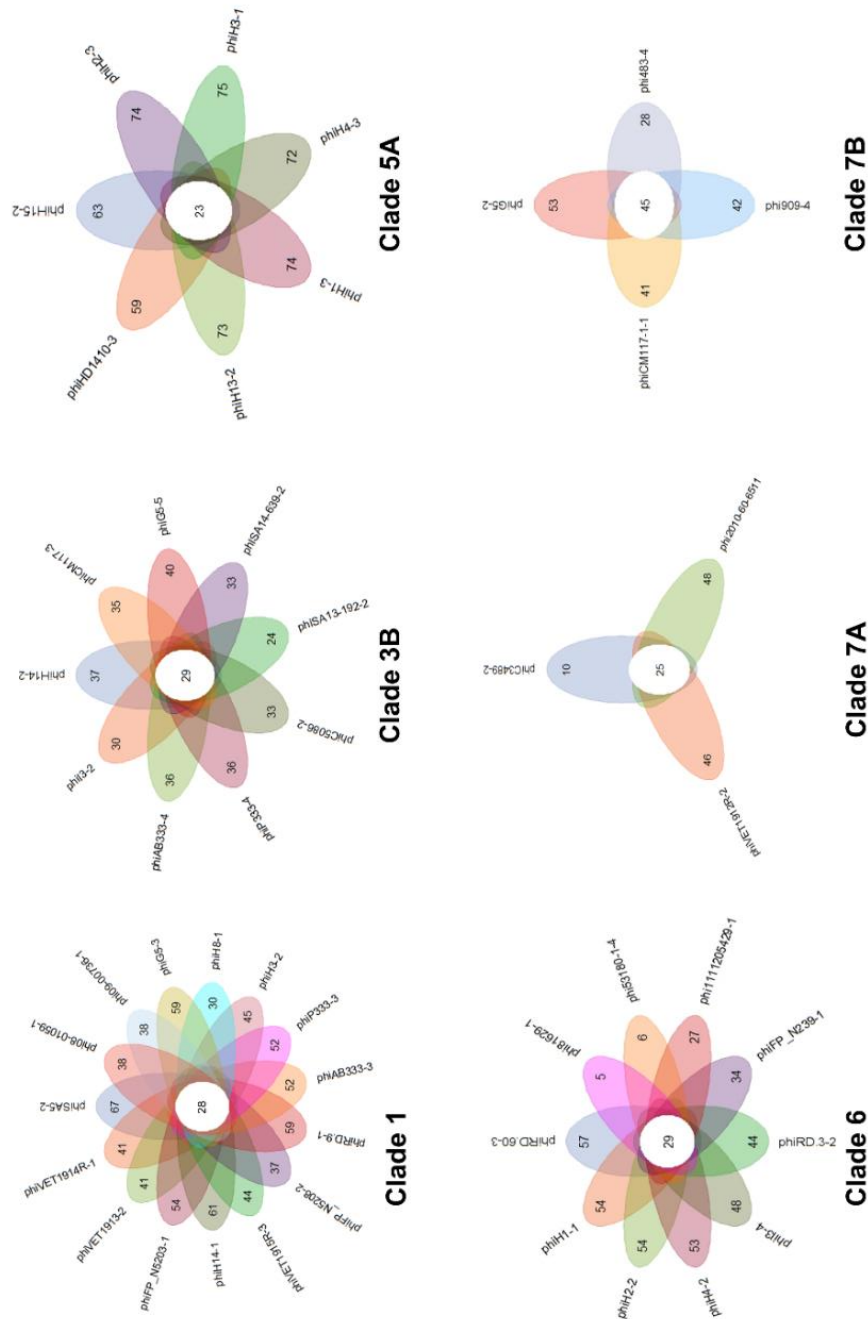 phiSA5-2
67
phi08-01059-1
38
phi09-00736-1
38
phiG5-3
59
phiH8-1
30
phiH3-2
45
phiP333-3
52
phiAB333-3
52
phiRD.9-1
59
phiFP_N5208-2
37
phiVET1915R-3
44
phiH14-1
61
phiFP_N5203-1
54
phiVET1913-2
41
phiVET1914R-1
41
28
Clade 1
phiH14-2
37
phiCM117-3
35
phiG5-5
40
phiSA14-639-2
33
phiSA13-192-2
24
phiC5086-2
33
phiP333-4
36
phiAB333-4
36
phiI3-2
30
29
Clade 3B
phiH15-2
63
phiH2-3
74
phiH3-1
75
phiH4-3
72
phiH1-3
74
phiH13-2
73
phiHD1410-3
59
23
Clade 5A
phiRD.60-3
57
phi81629-1
5
phi53180-1-4
6
phi1111205429-1
27
phiFP_N239-1
34
phiRD.3-2
44
phiI3-4
48
phiH4-2
53
phiH2-2
54
phiH1-1
54
29
Clade 6
phiC3489-2
10
phi2010-60-6511
48
phiVET1912R-2
46
25
Clade 7A
phiG5-2
53
phi483-4
28
phi909-4
42
phiCM117-1-1
41
45
Clade 7B